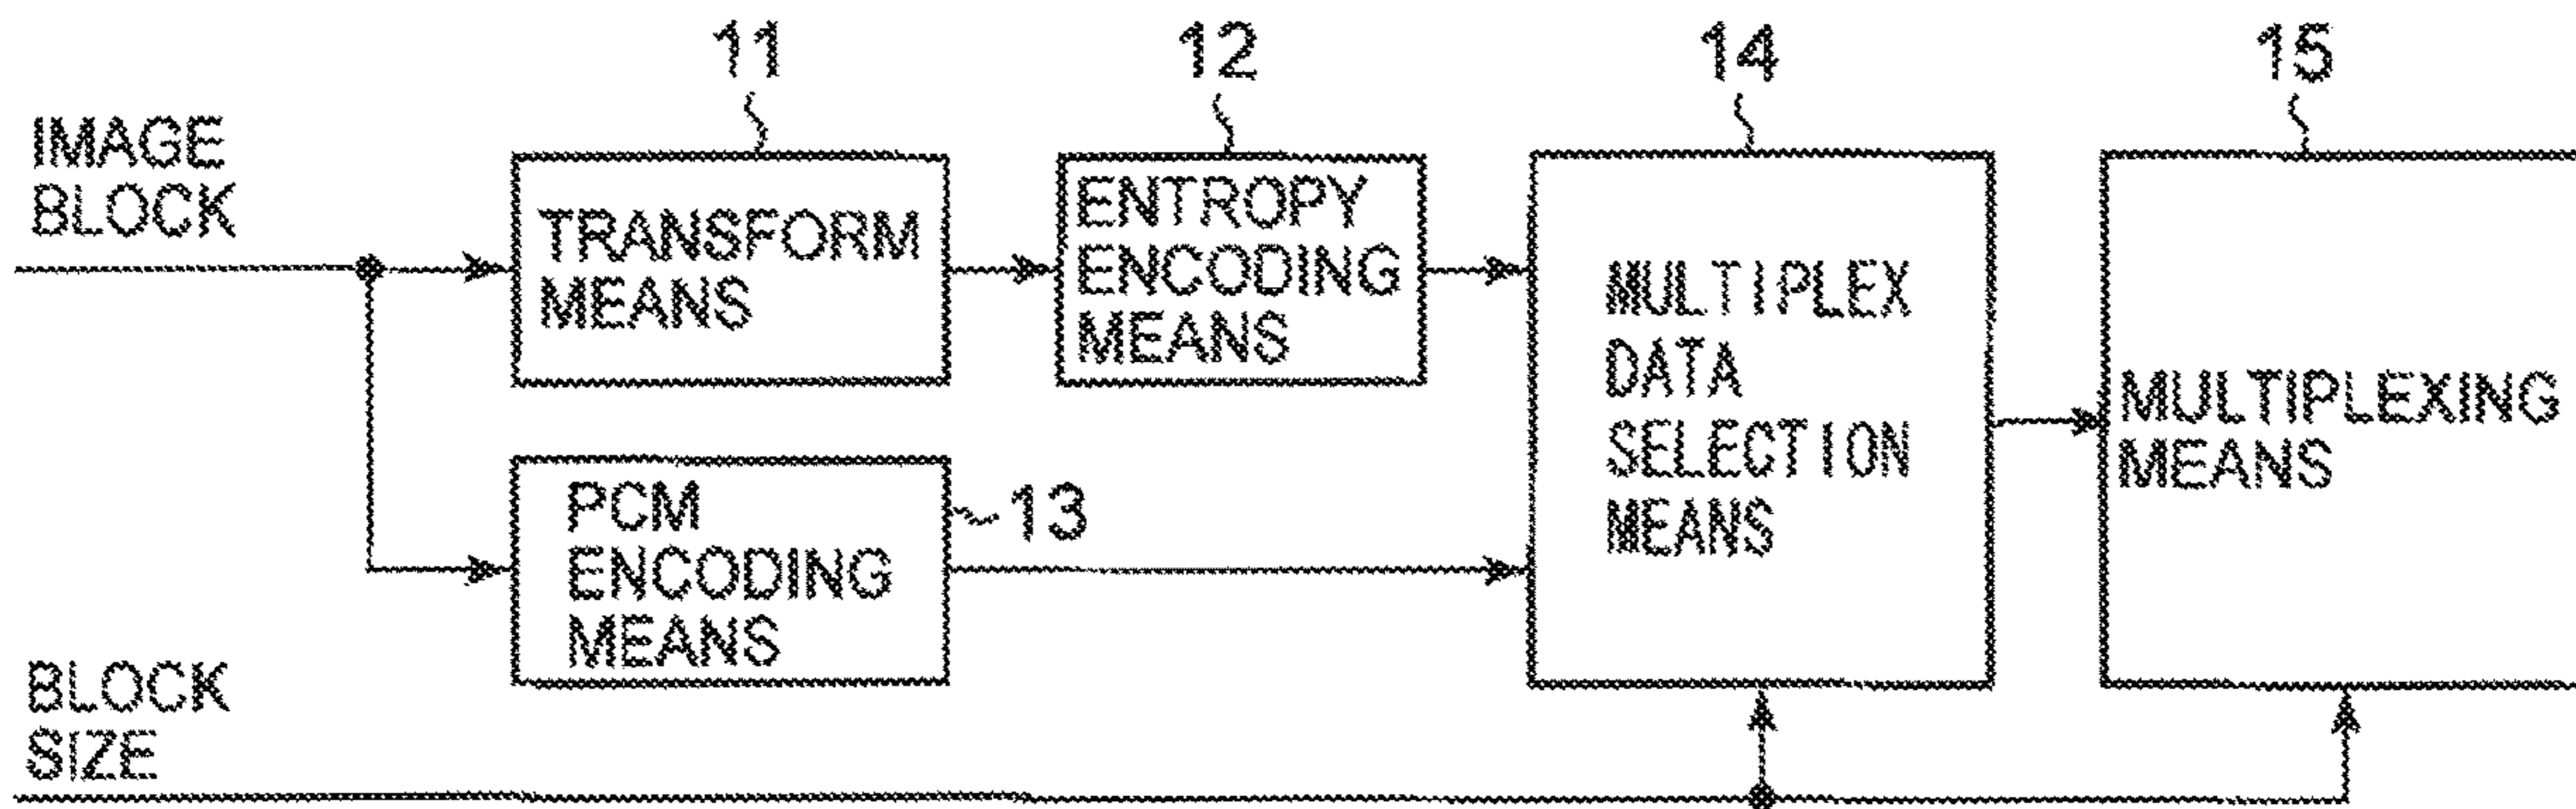 11
12
14
15
IMAGE
BLOCK
TRANSFORM
MEANS
ENTROPY
ENCODING
MEANS
MULTIPLEX
DATA
SELECTION
MEANS
MULTIPLEXING
MEANS
PCM
ENCODING
MEANS
13
BLOCK
SIZE